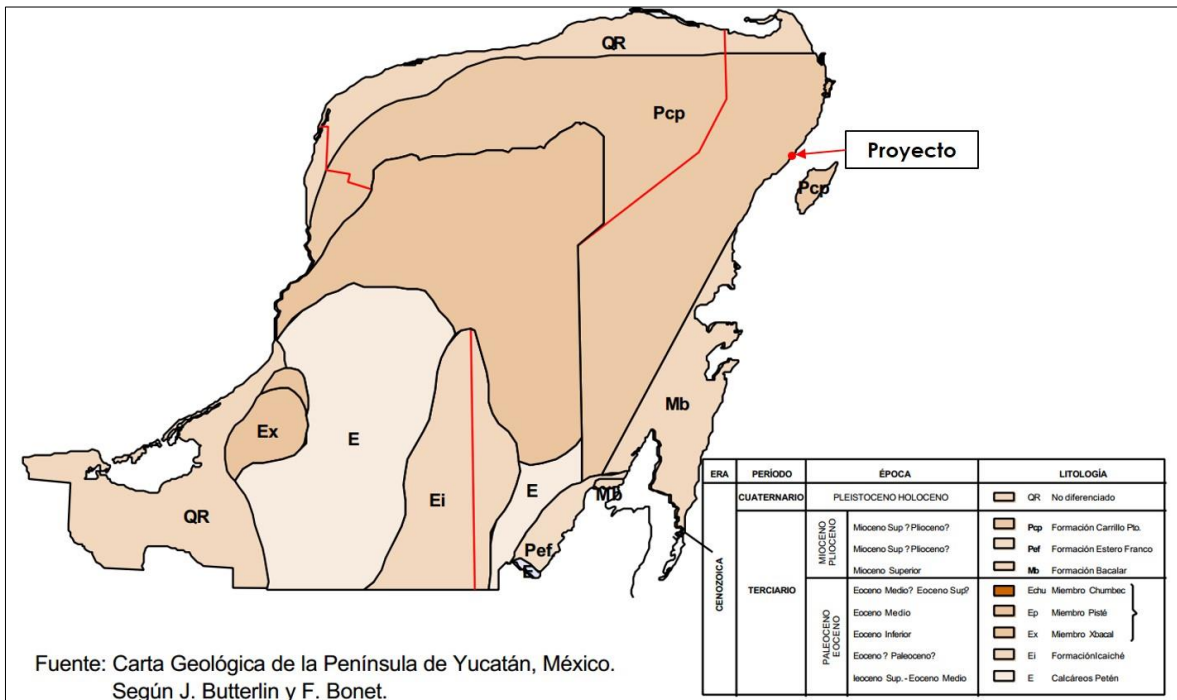 QR
Pcp
Proyecto
Pcp
Ex
E
Mb
Ei
E
Mb
QR
Pef
E
ERA PERÍODO ÉPOCA LITOLOGÍA
CENOZOICA
CUATERNARIO PLEISTOCENO HOLOCENO QR No diferenciado
TERCIARIO
MIOCENO PLIOCENO
Mioceno Sup ?Plioceno? Pcp Formación Carrillo Pto.
Mioceno Sup ?Plioceno? Pef Formación Estero Franco
Mioceno Superior Mb Formación Bacalar
PALEOCENO EOCENO
Eoceno Medio? Eoceno Sup? Echu Miembro Chumbec
Eoceno Medio Ep Miembro Pisté
Eoceno Inferior Ex Miembro Xbacal
Eoceno? Paleoceno? Ei FormaciónIcaiché
leoceno Sup.-Eoceno Medio E Calcáreos Petén
Fuente: Carta Geológica de la Península de Yucatán, México.
Según J. Butterlin y F. Bonet.